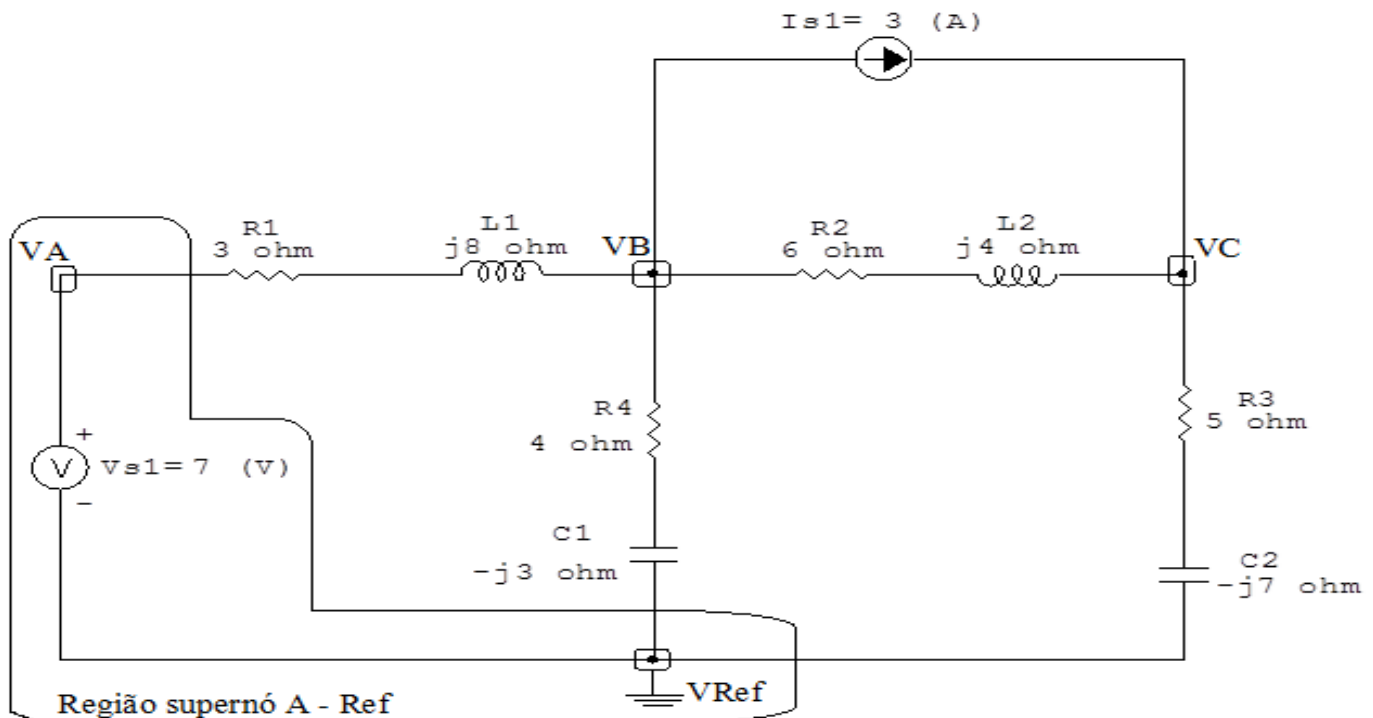 Is1= 3 (A)
R1
3 ohm
L1
j8 ohm
R2
6 ohm
L2
j4 ohm
VA
VB
VC
R4
4 ohm
R3
5 ohm
+
V
Vs1= 7 (V)
-
C1
-j3 ohm
C2
-j7 ohm
VRef
Região supernó A - Ref